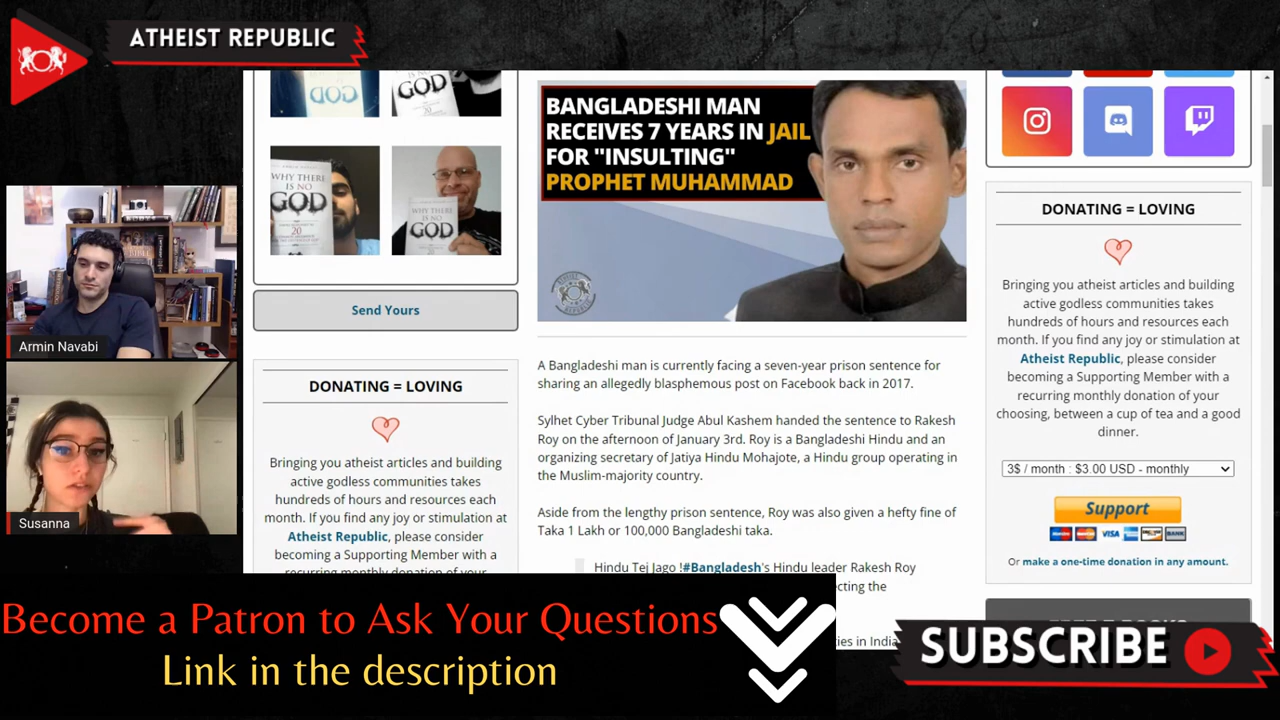 ATHEIST REPUBLIC
GOD
GOD
WHY THERE
IS NO
GOD
20
WHY THERE
IS NO
GOD
Send Yours
DONATING = LOVING
Bringing you atheist articles and building
active godless communities takes
hundreds of hours and resources each
month. If you find any joy or stimulation at
Atheist Republic, please consider
becoming a Supporting Member with a
recurring monthly donation of your
BANGLADESHI MAN
RECEIVES 7 YEARS IN JAIL
FOR "INSULTING"
PROPHET MUHAMMAD
A Bangladeshi man is currently facing a seven-year prison sentence for
sharing an allegedly blasphemous post on Facebook back in 2017.
Sylhet Cyber Tribunal Judge Abul Kashem handed the sentence to Rakesh
Roy on the afternoon of January 3rd. Roy is a Bangladeshi Hindu and an
organizing secretary of Jatiya Hindu Mohajote, a Hindu group operating in
the Muslim-majority country.
Aside from the lengthy prison sentence, Roy was also given a hefty fine of
Taka 1 Lakh or 100,000 Bangladeshi taka.
Hindu Tej Jago !#Bangladesh's Hindu leader Rakesh Roy
the
in India
DONATING = LOVING
Bringing you atheist articles and building
active godless communities takes
hundreds of hours and resources each
month. If you find any joy or stimulation at
Atheist Republic, please consider
becoming a Supporting Member with a
recurring monthly donation of your
choosing, between a cup of tea and a good
dinner.
3$ / month : $3.00 USD - monthly
Support
VISA
BANK
Or make a one-time donation in any amount.
Armin Navabi
Susanna
Become a Patron to Ask Your Questions
Link in the description
SUBSCRIBE